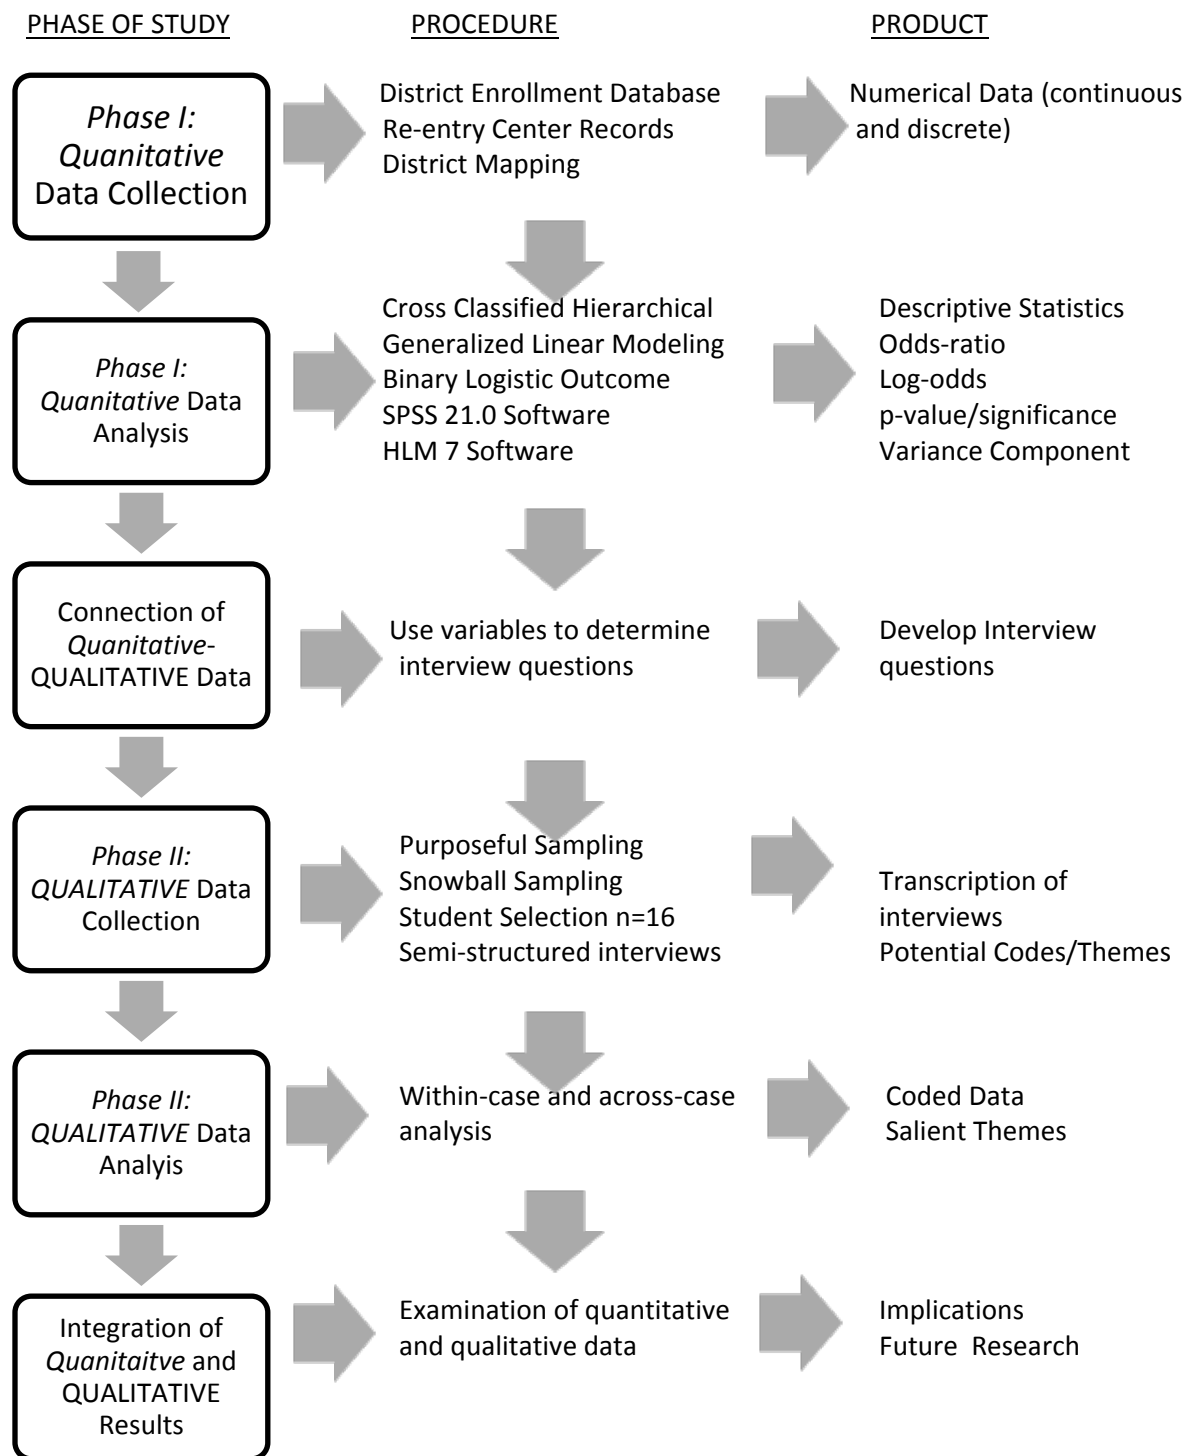 PHASE OF STUDY
PROCEDURE
PRODUCT
Phase I:
Quanitative
Data Collection
District Enrollment Database
Re-entry Center Records
District Mapping
Numerical Data (continuous
and discrete)
Phase I:
Quanitative Data
Analysis
Cross Classified Hierarchical
Generalized Linear Modeling
Binary Logistic Outcome
SPSS 21.0 Software
HLM 7 Software
Descriptive Statistics
Odds-ratio
Log-odds
p-value/significance
Variance Component
Connection of
Quanitative-
QUALITATIVE Data
Use variables to determine
interview questions
Develop Interview
questions
Phase II:
QUALITATIVE Data
Collection
Purposeful Sampling
Snowball Sampling
Student Selection n=16
Semi-structured interviews
Transcription of
interviews
Potential Codes/Themes
Phase II:
QUALITATIVE Data
Analyis
Within-case and across-case
analysis
Coded Data
Salient Themes
Integration of
Quanitaitve and
QUALITATIVE
Results
Examination of quantitative
and qualitative data
Implications
Future Research